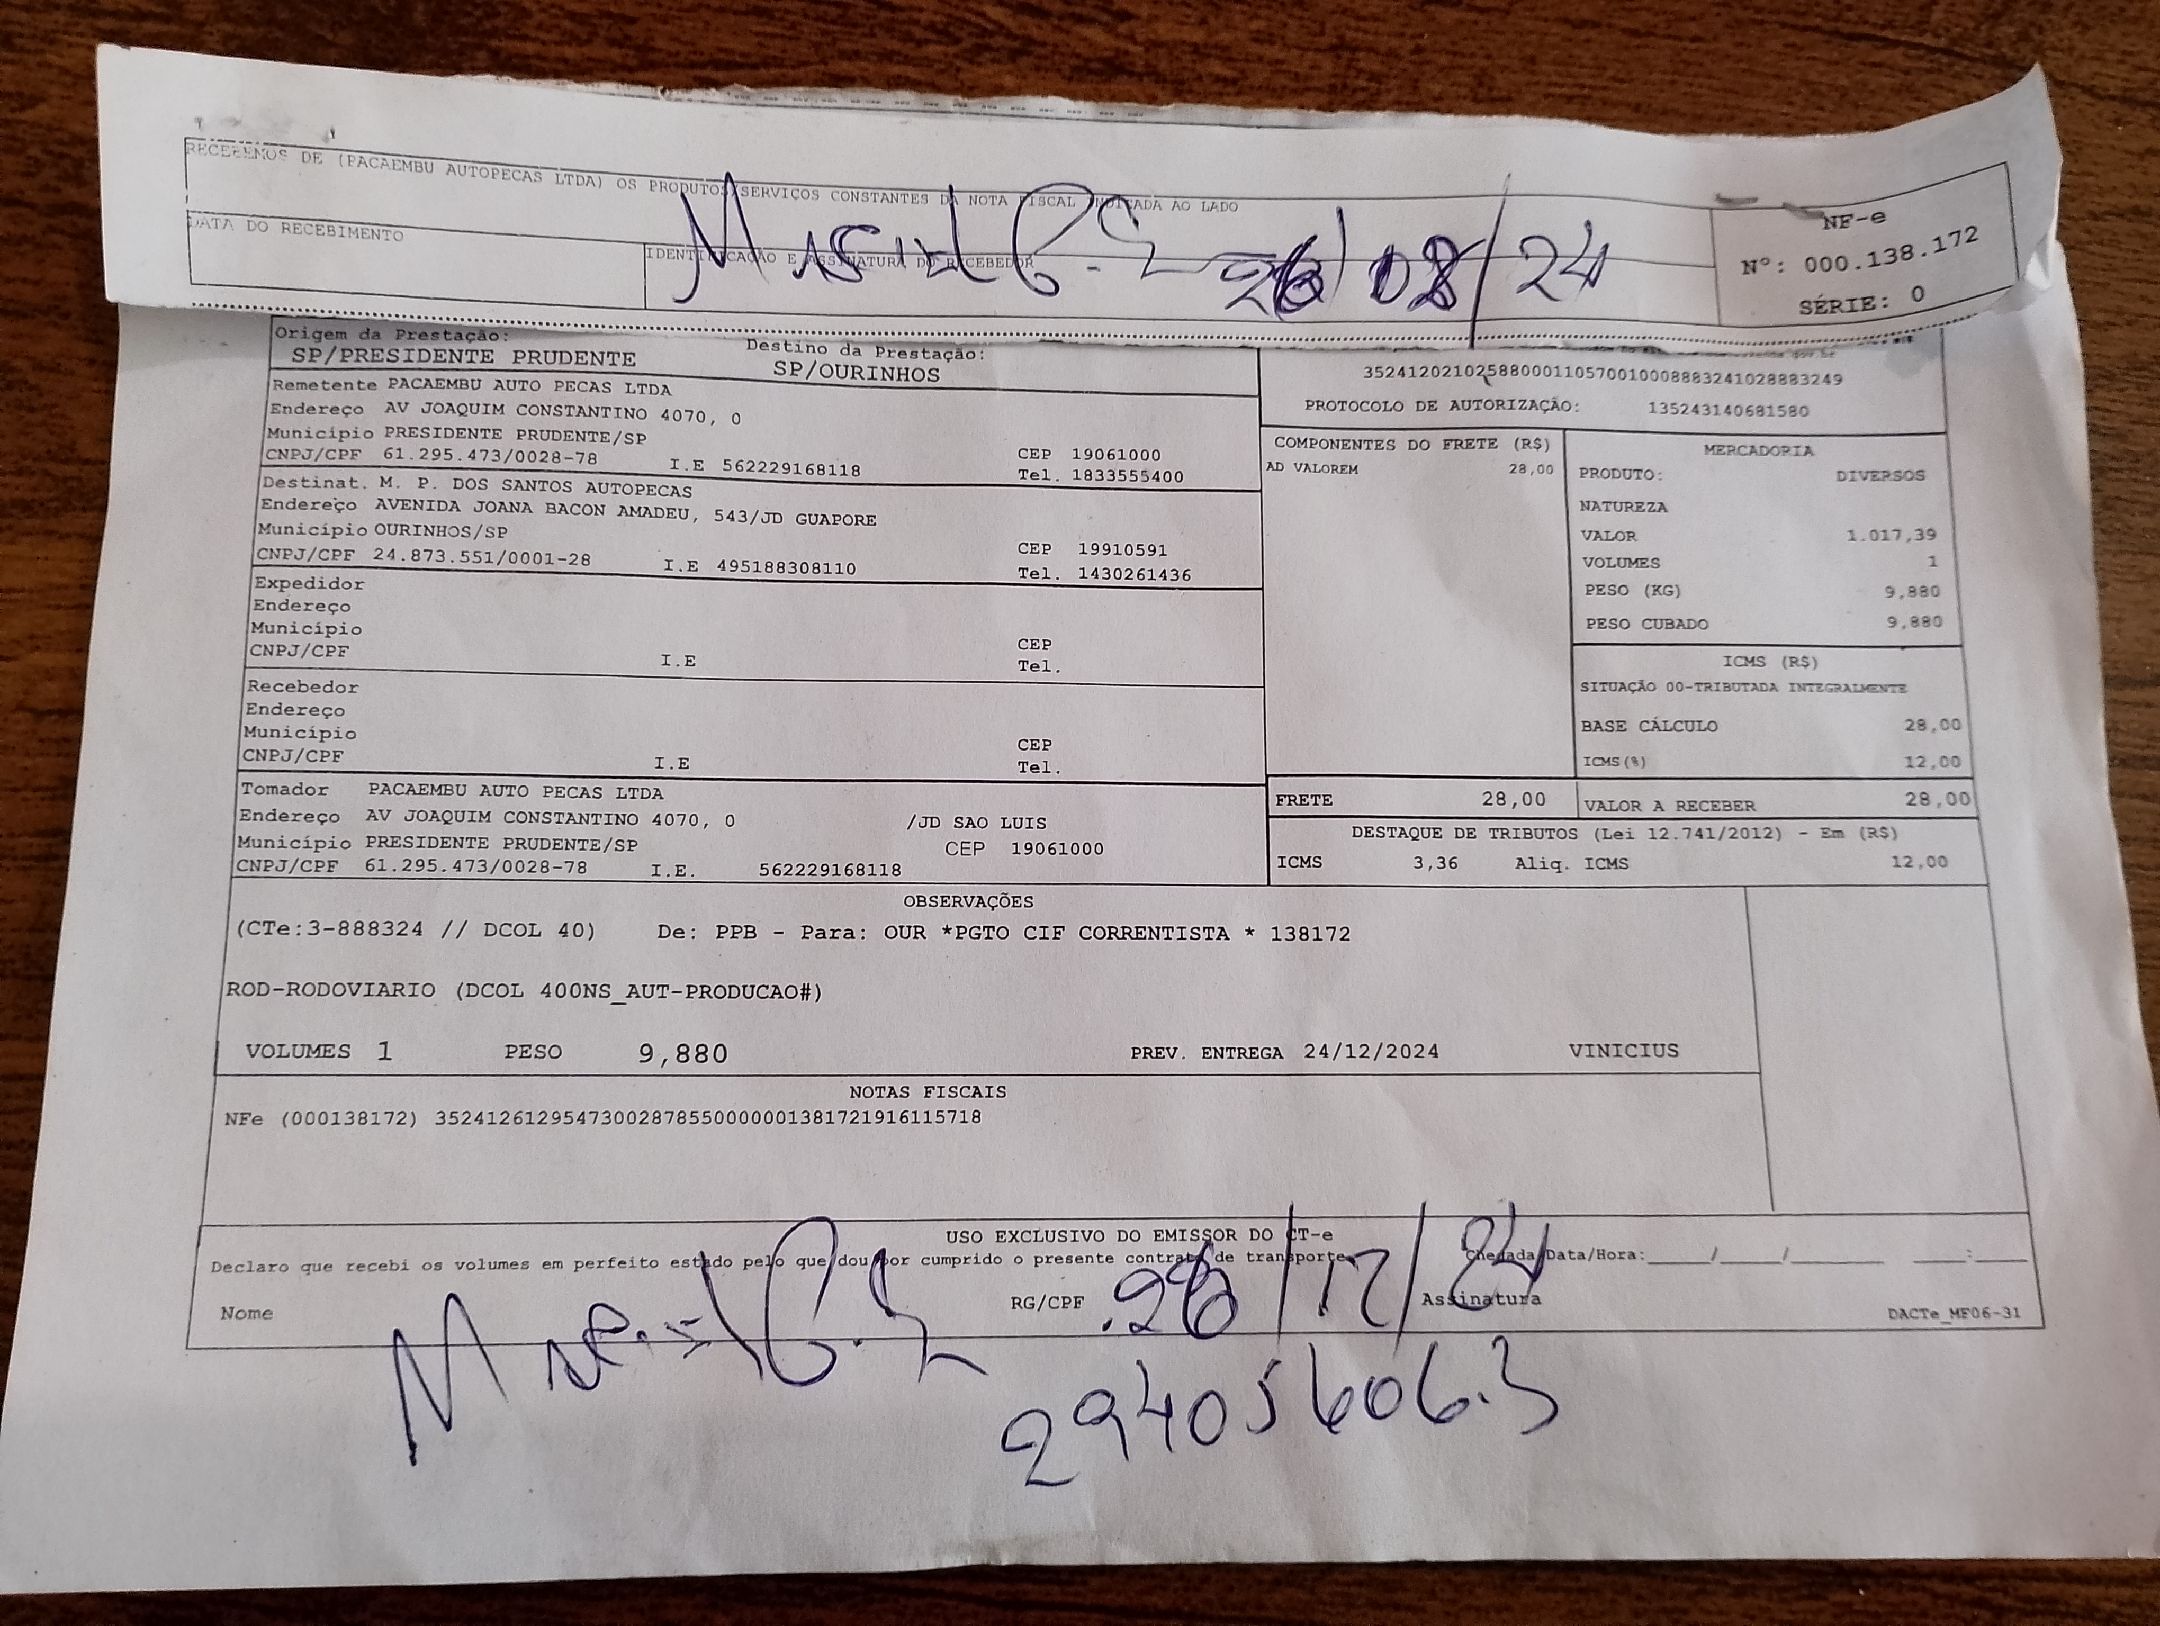 RECEBEMOS DE (PACAEMBU AUTOPECAS LTDA) OS PRODUTOS/SERVIÇOS CONSTANTES DA NOTA FISCAL INDICADA AO LADO
DATA DO RECEBIMENTO
IDENTIFICAÇÃO E ASSINATURA DO RECEBEDOR
/24
NF-e
Nº: 000.138.172
SÉRIE: 0
Origem da Prestação:
SP/PRESIDENTE PRUDENTE
Destino da Prestação:
SP/OURINHOS
Remetente PACAEMBU AUTO PECAS LTDA
Endereço AV JOAQUIM CONSTANTINO 4070, 0
Município PRESIDENTE PRUDENTE/SP
CEP 19061000
CNPJ/CPF 61.295.473/0028-78 I.E 562229168118 Tel. 1833555400
Destinat. M. P. DOS SANTOS AUTOPECAS
Endereço AVENIDA JOANA BACON AMADEU, 543/JD GUAPORE
Município OURINHOS/SP
CEP 19910591
CNPJ/CPF 24.873.551/0001-28 I.E 495188308110 Tel. 1430261436
Expedidor
Endereço
Município
CEP
CNPJ/CPF I.E Tel.
Recebedor
Endereço
Município
CEP
CNPJ/CPF I.E Tel.
Tomador PACAEMBU AUTO PECAS LTDA
Endereço AV JOAQUIM CONSTANTINO 4070, 0 /JD SAO LUIS
Município PRESIDENTE PRUDENTE/SP CEP 19061000
CNPJ/CPF 61.295.473/0028-78 I.E. 562229168118
35241202102588000110570010008883241028883249
PROTOCOLO DE AUTORIZAÇÃO: 135243140681580
COMPONENTES DO FRETE (R$)
AD VALOREM 28,00
MERCADORIA
PRODUTO: DIVERSOS
NATUREZA
VALOR 1.017,39
VOLUMES 1
PESO (KG) 9,880
PESO CUBADO 9,880
ICMS (R$)
SITUAÇÃO 00-TRIBUTADA INTEGRALMENTE
BASE CÁLCULO 28,00
ICMS(%) 12,00
FRETE 28,00 VALOR A RECEBER 28,00
DESTAQUE DE TRIBUTOS (Lei 12.741/2012) - Em (R$)
ICMS 3,36 Aliq. ICMS 12,00
OBSERVAÇÕES
(CTe:3-888324 // DCOL 40) De: PPB - Para: OUR *PGTO CIF CORRENTISTA * 138172
ROD-RODOVIARIO (DCOL 400NS_AUT-PRODUCAO#)
VOLUMES 1 PESO 9,880 PREV. ENTREGA 24/12/2024 VINICIUS
NOTAS FISCAIS
NFe (000138172) 35241261295473002878550000001381721916115718
USO EXCLUSIVO DO EMISSOR DO CT-e
Declaro que recebi os volumes em perfeito estado pelo que dou por cumprido o presente contrato de transporte Chegada Data/Hora:____/____/______ ____:____
Nome RG/CPF Assinatura DACTe_MF06-31
26/12/24
29405606.3